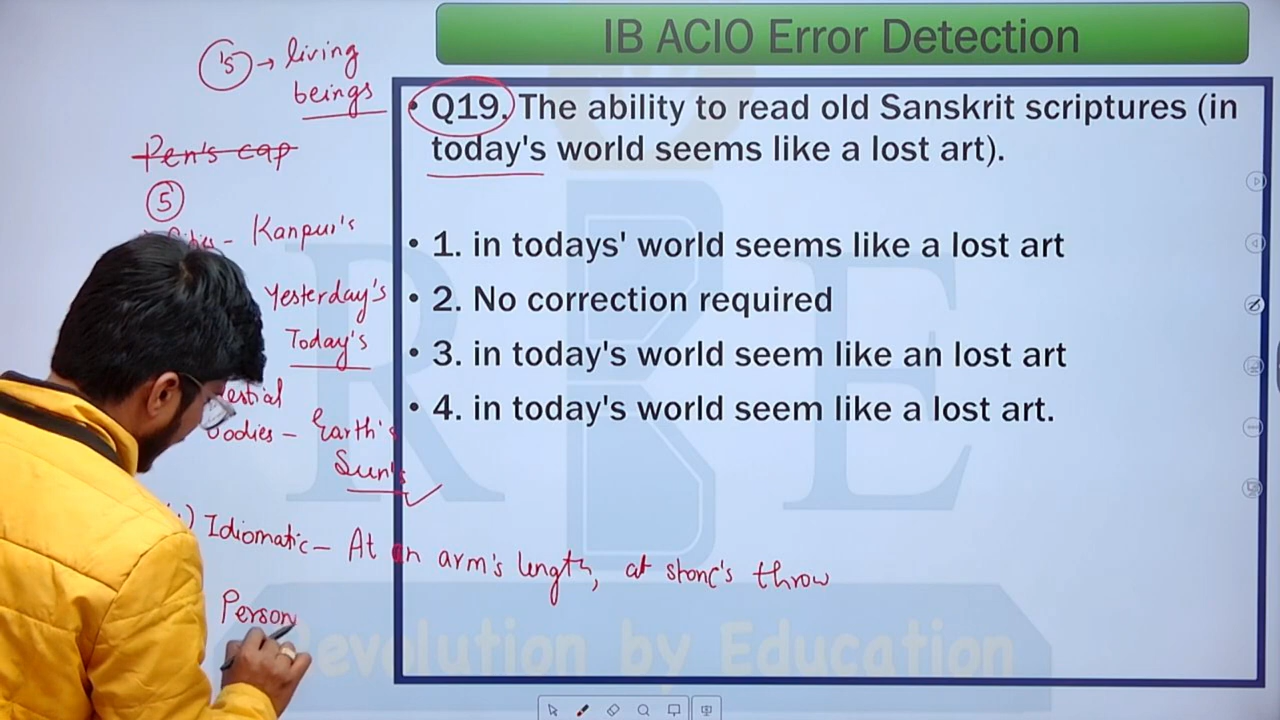 IB ACIO Error Detection
's → living
beings
Pen's cap
5
Kanpur's
Yesterday's
Today's
bodies - Earth's
Sun's
Idiomatic - At an arm's length, at stone's throw
Person
• Q19. The ability to read old Sanskrit scriptures (in
today's world seems like a lost art).
• 1. in todays' world seems like a lost art
• 2. No correction required
• 3. in today's world seem like an lost art
• 4. in today's world seem like a lost art.
RBE
Revolution by Education